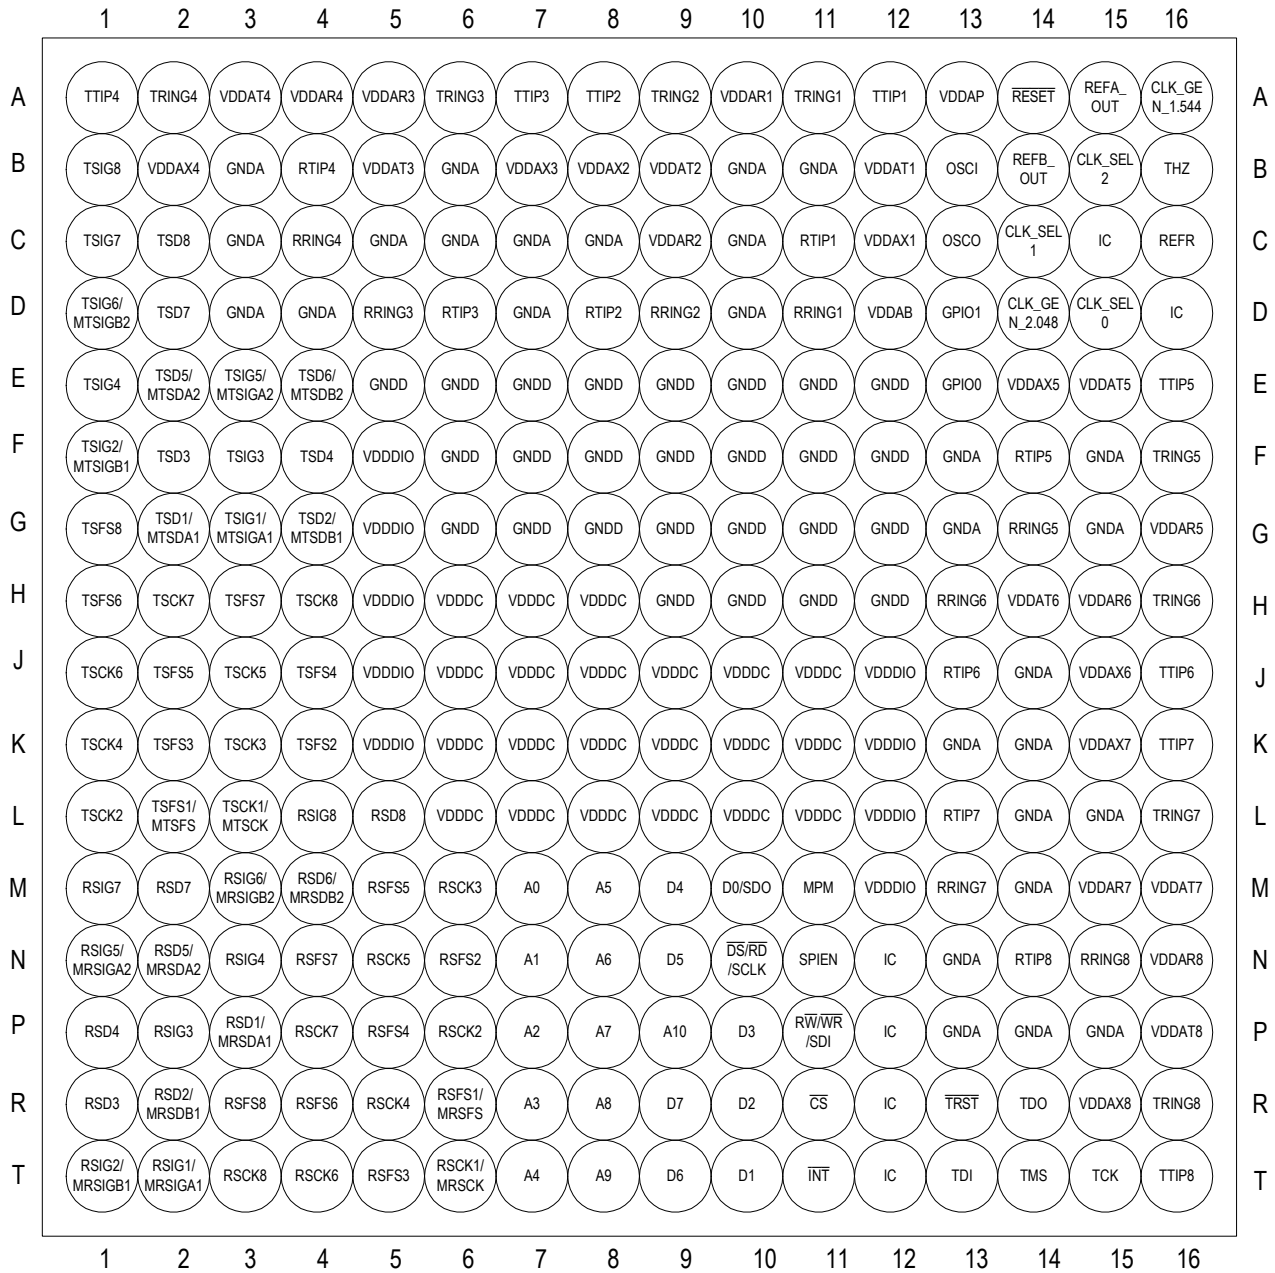 1 2 3 4 5 6 7 8 9 10 11 12 13 14 15 16
A TTIP4 TRING4 VDDAT4 VDDAR4 VDDAR3 TRING3 TTIP3 TTIP2 TRING2 VDDAR1 TRING1 TTIP1 VDDAP RESET REFA_OUT CLK_GEN_1.544 A
B TSIG8 VDDAX4 GNDA RTIP4 VDDAT3 GNDA VDDAX3 VDDAX2 VDDAT2 GNDA GNDA VDDAT1 OSCI REFB_OUT CLK_SEL2 THZ B
C TSIG7 TSD8 GNDA RRING4 GNDA GNDA GNDA GNDA VDDAR2 GNDA RTIP1 VDDAX1 OSCO CLK_SEL1 IC REFR C
D TSIG6/MTSIGB2 TSD7 GNDA GNDA RRING3 RTIP3 GNDA RTIP2 RRING2 GNDA RRING1 VDDAB GPIO1 CLK_GEN_2.048 CLK_SEL0 IC D
E TSIG4 TSD5/MTSDA2 TSIG5/MTSIGA2 TSD6/MTSDB2 GNDD GNDD GNDD GNDD GNDD GNDD GNDD GNDD GPIO0 VDDAX5 VDDAT5 TTIP5 E
F TSIG2/MTSIGB1 TSD3 TSIG3 TSD4 VDDDIO GNDD GNDD GNDD GNDD GNDD GNDD GNDD GNDA RTIP5 GNDA TRING5 F
G TSFS8 TSD1/MTSDA1 TSIG1/MTSIGA1 TSD2/MTSDB1 VDDDIO GNDD GNDD GNDD GNDD GNDD GNDD GNDD GNDA RRING5 GNDA VDDAR5 G
H TSFS6 TSCK7 TSFS7 TSCK8 VDDDIO VDDDC VDDDC VDDDC GNDD GNDD GNDD GNDD RRING6 VDDAT6 VDDAR6 TRING6 H
J TSCK6 TSFS5 TSCK5 TSFS4 VDDDIO VDDDC VDDDC VDDDC VDDDC VDDDC VDDDC VDDDIO RTIP6 GNDA VDDAX6 TTIP6 J
K TSCK4 TSFS3 TSCK3 TSFS2 VDDDIO VDDDC VDDDC VDDDC VDDDC VDDDC VDDDC VDDDIO GNDA GNDA VDDAX7 TTIP7 K
L TSCK2 TSFS1/MTSFS TSCK1/MTSCK RSIG8 RSD8 VDDDC VDDDC VDDDC VDDDC VDDDC VDDDC VDDDIO RTIP7 GNDA GNDA TRING7 L
M RSIG7 RSD7 RSIG6/MRSIGB2 RSD6/MRSDB2 RSFS5 RSCK3 A0 A5 D4 D0/SDO MPM VDDDIO RRING7 GNDA VDDAR7 VDDAT7 M
N RSIG5/MRSIGA2 RSD5/MRSDA2 RSIG4 RSFS7 RSCK5 RSFS2 A1 A6 D5 DS/RD/SCLK SPIEN IC GNDA RTIP8 RRING8 VDDAR8 N
P RSD4 RSIG3 RSD1/MRSDA1 RSCK7 RSFS4 RSCK2 A2 A7 A10 D3 RW/WR/SDI IC GNDA GNDA GNDA VDDAT8 P
R RSD3 RSD2/MRSDB1 RSFS8 RSFS6 RSCK4 RSFS1/MRSFS A3 A8 D7 D2 CS IC TRST TDO VDDAX8 TRING8 R
T RSIG2/MRSIGB1 RSIG1/MRSIGA1 RSCK8 RSCK6 RSFS3 RSCK1/MRSCK A4 A9 D6 D1 INT IC TDI TMS TCK TTIP8 T
1 2 3 4 5 6 7 8 9 10 11 12 13 14 15 16